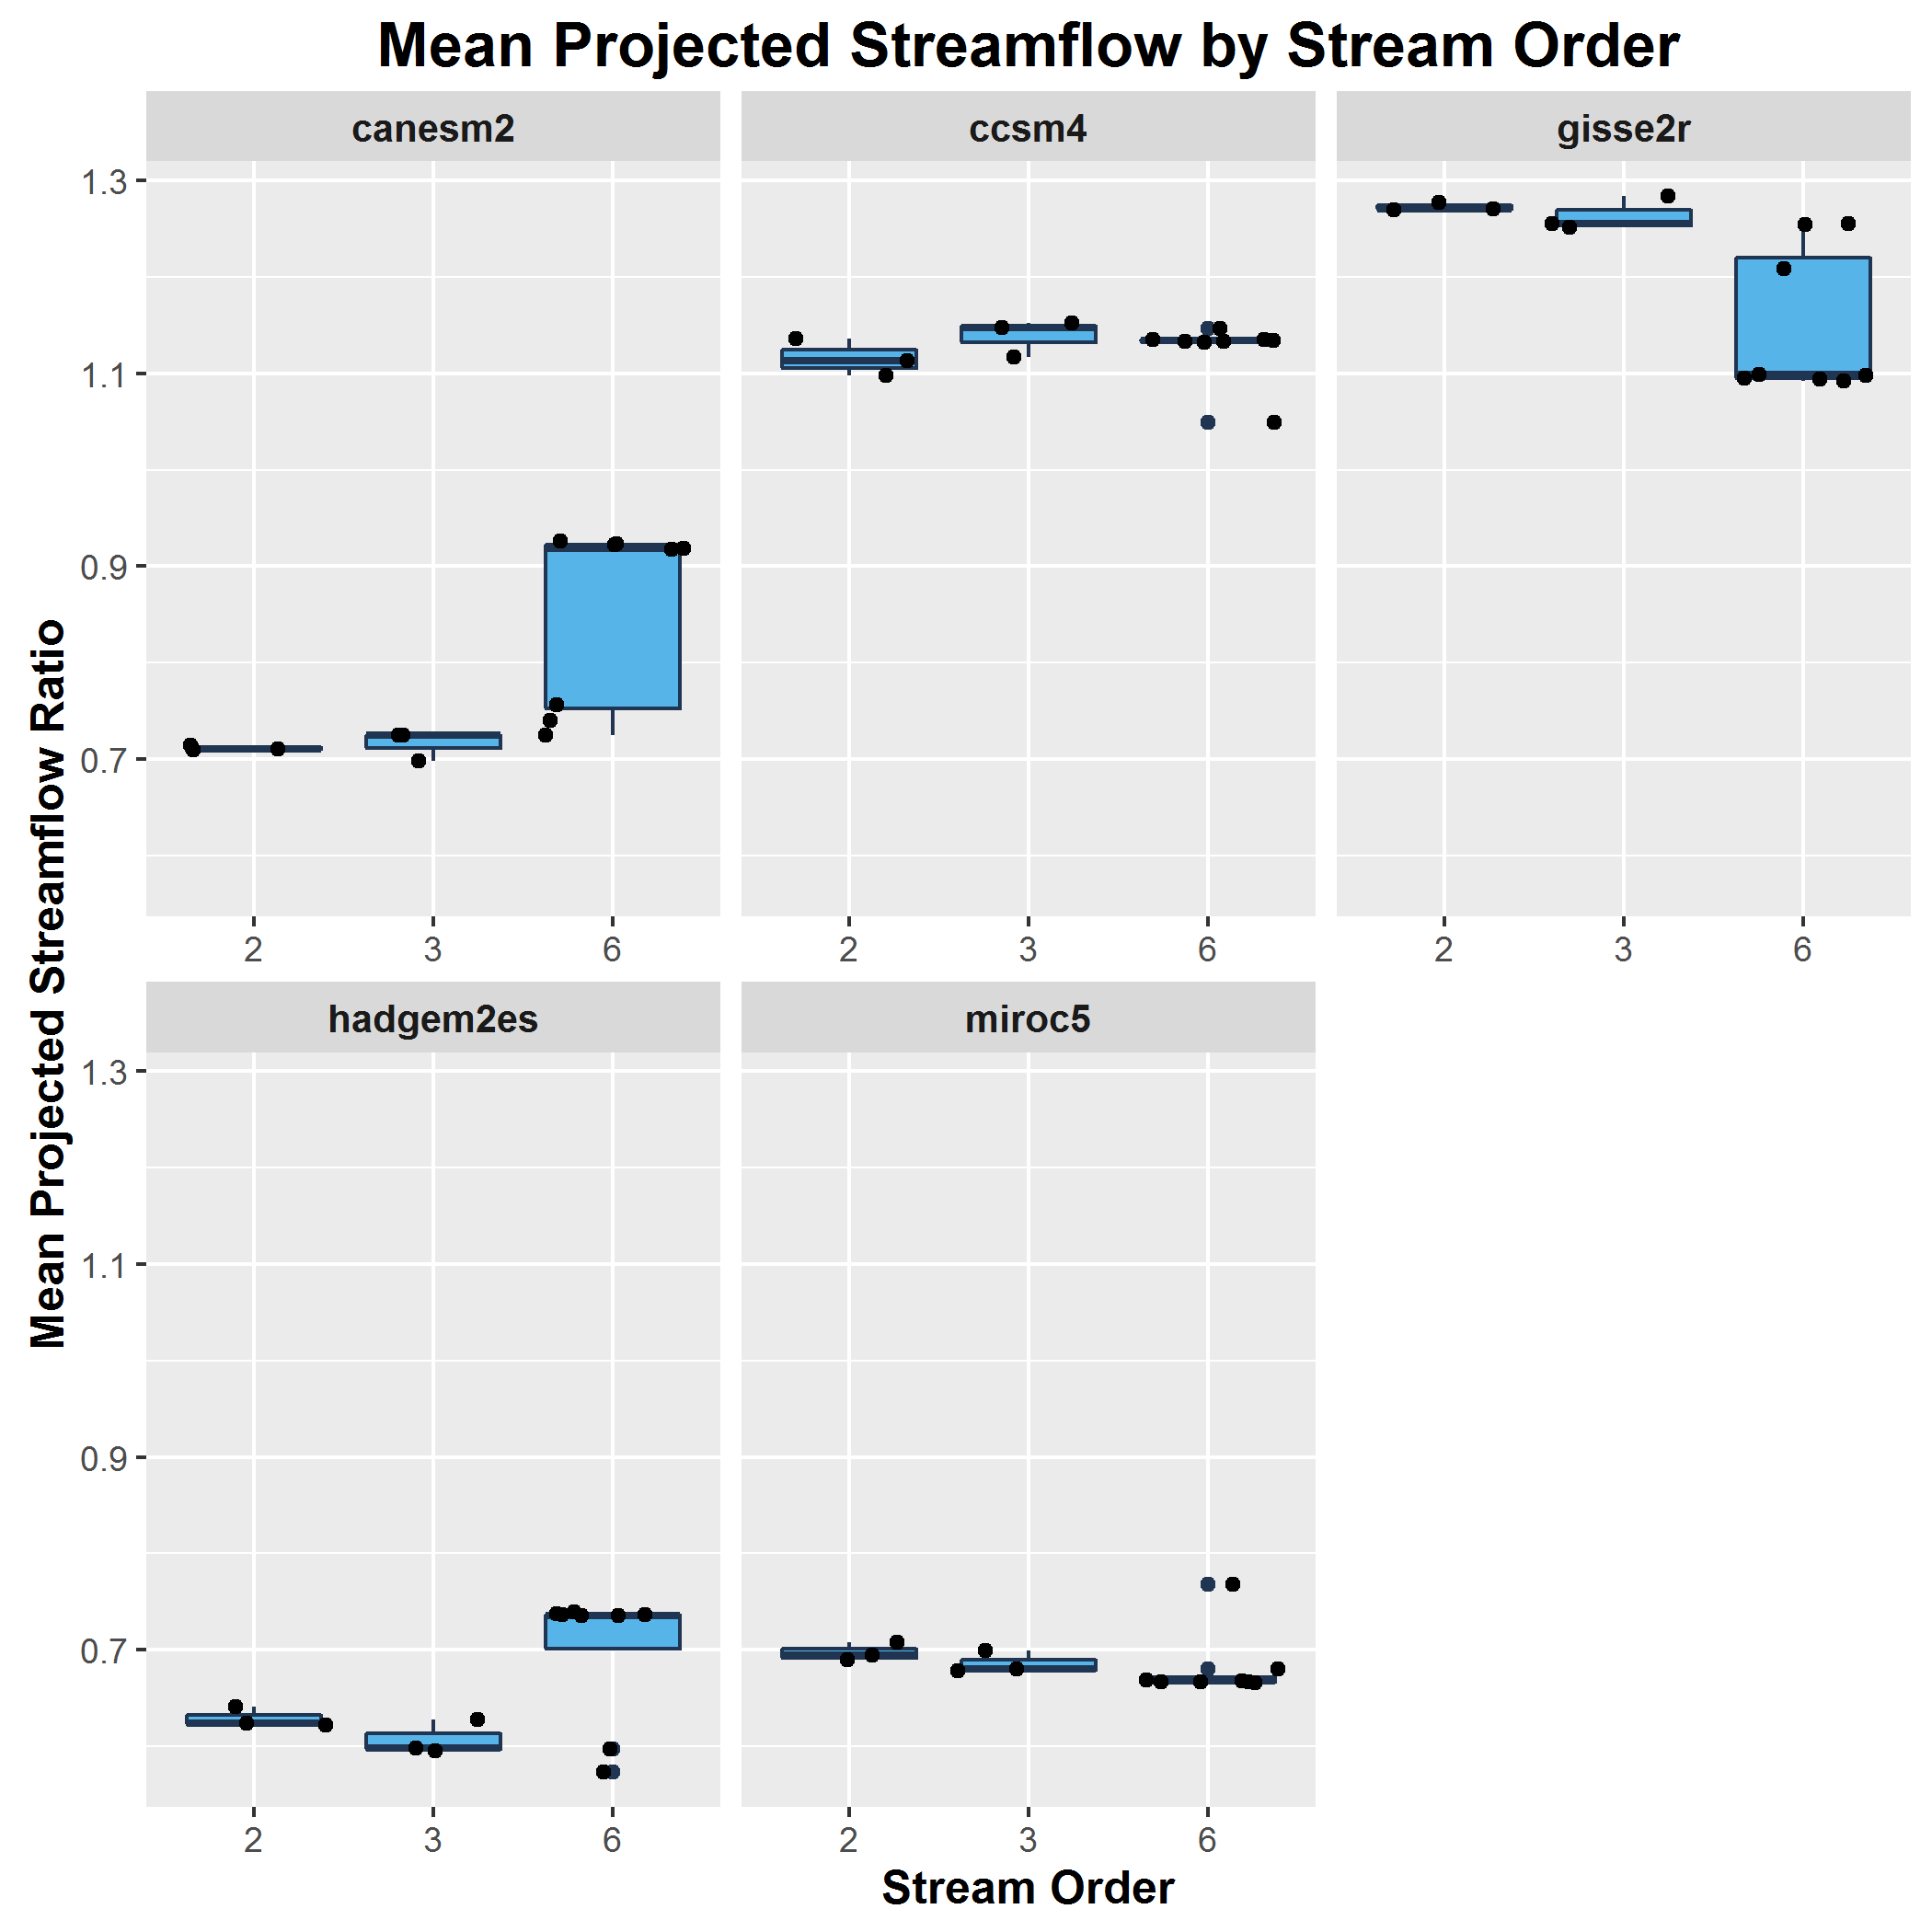 Mean Projected Streamflow by Stream Order
canesm2
ccsm4
gisse2r
1.3
1.1
0.9
0.7
2 3 6
2 3 6
2 3 6
Mean Projected Streamflow Ratio
hadgem2es
miroc5
1.3
1.1
0.9
0.7
2 3 6
2 3 6
Stream Order